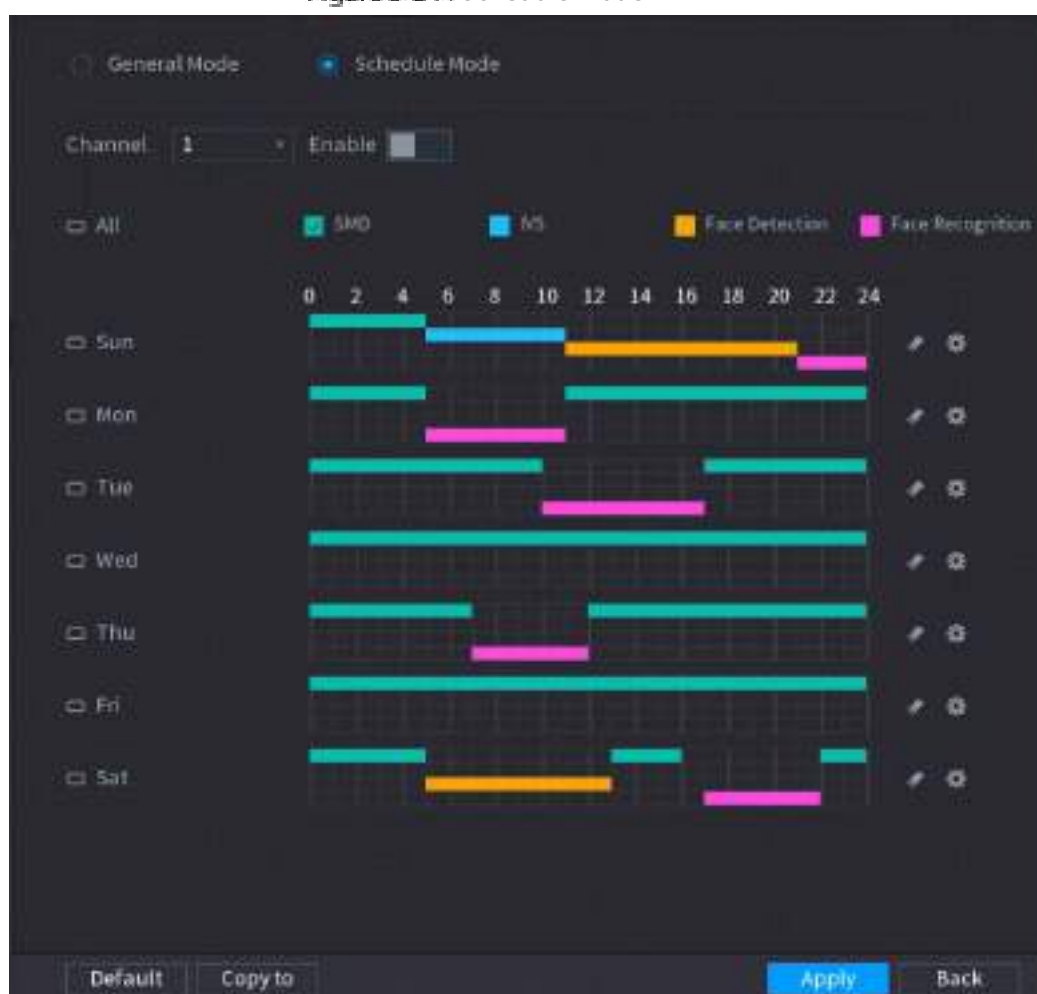 General Mode Schedule Mode
Channel 1 Enable
All SMD IVS Face Detection Face Recognition
0 2 4 6 8 10 12 14 16 18 20 22 24
Sun
Mon
Tue
Wed
Thu
Fri
Sat
Default Copy to Apply Back